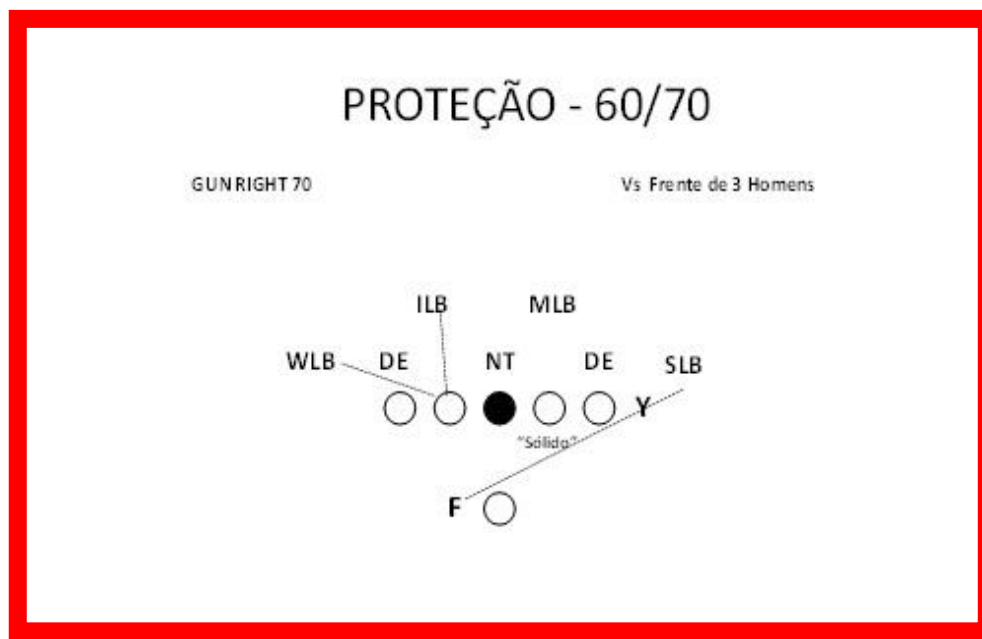 PROTEÇÃO - 60/70
GUN RIGHT 70 Vs Frente de 3 Homens
ILB MLB
WLB DE NT DE SLB
Y
"Sólido"
F